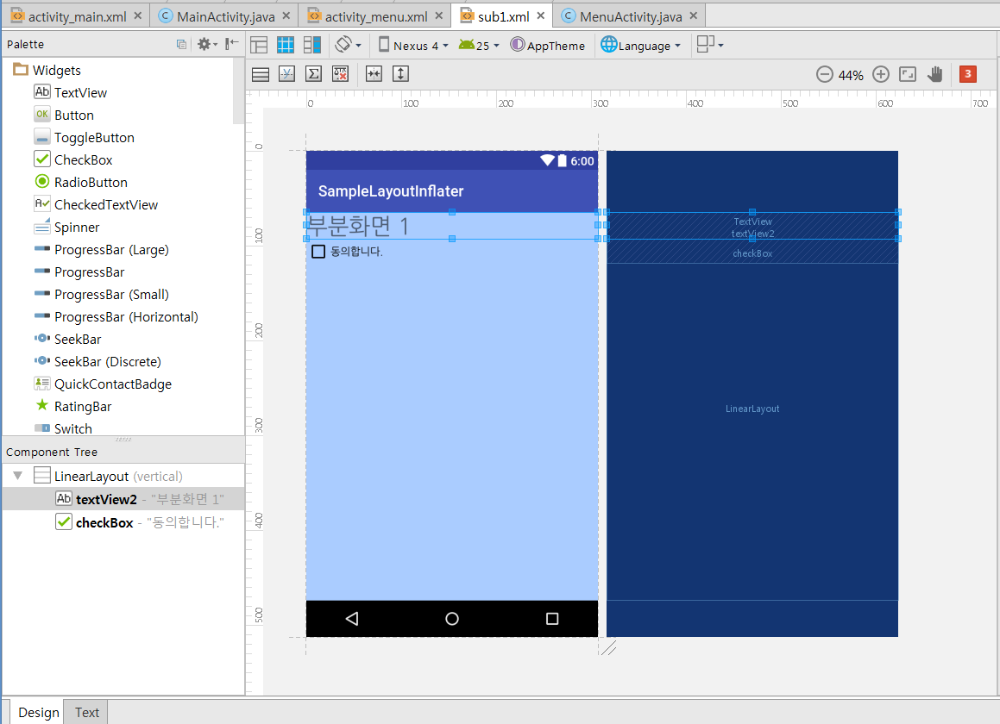 activity_main.xml MainActivity.java activity_menu.xml sub1.xml MenuActivity.java
Palette
Nexus 4 25 AppTheme Language
44% 3
Widgets
Ab TextView
OK Button
ToggleButton
CheckBox
RadioButton
CheckedTextView
Spinner
ProgressBar (Large)
ProgressBar
ProgressBar (Small)
ProgressBar (Horizontal)
SeekBar
SeekBar (Discrete)
QuickContactBadge
RatingBar
Switch
Component Tree
LinearLayout (vertical)
Ab textView2 - "부분화면 1"
checkBox - "동의합니다."
0 100 200 300 400 500 600 700
0
100
200
300
400
500
6:00
SampleLayoutInflater
부분화면 1
동의합니다.
TextView
textView2
checkBox
LinearLayout
Design Text